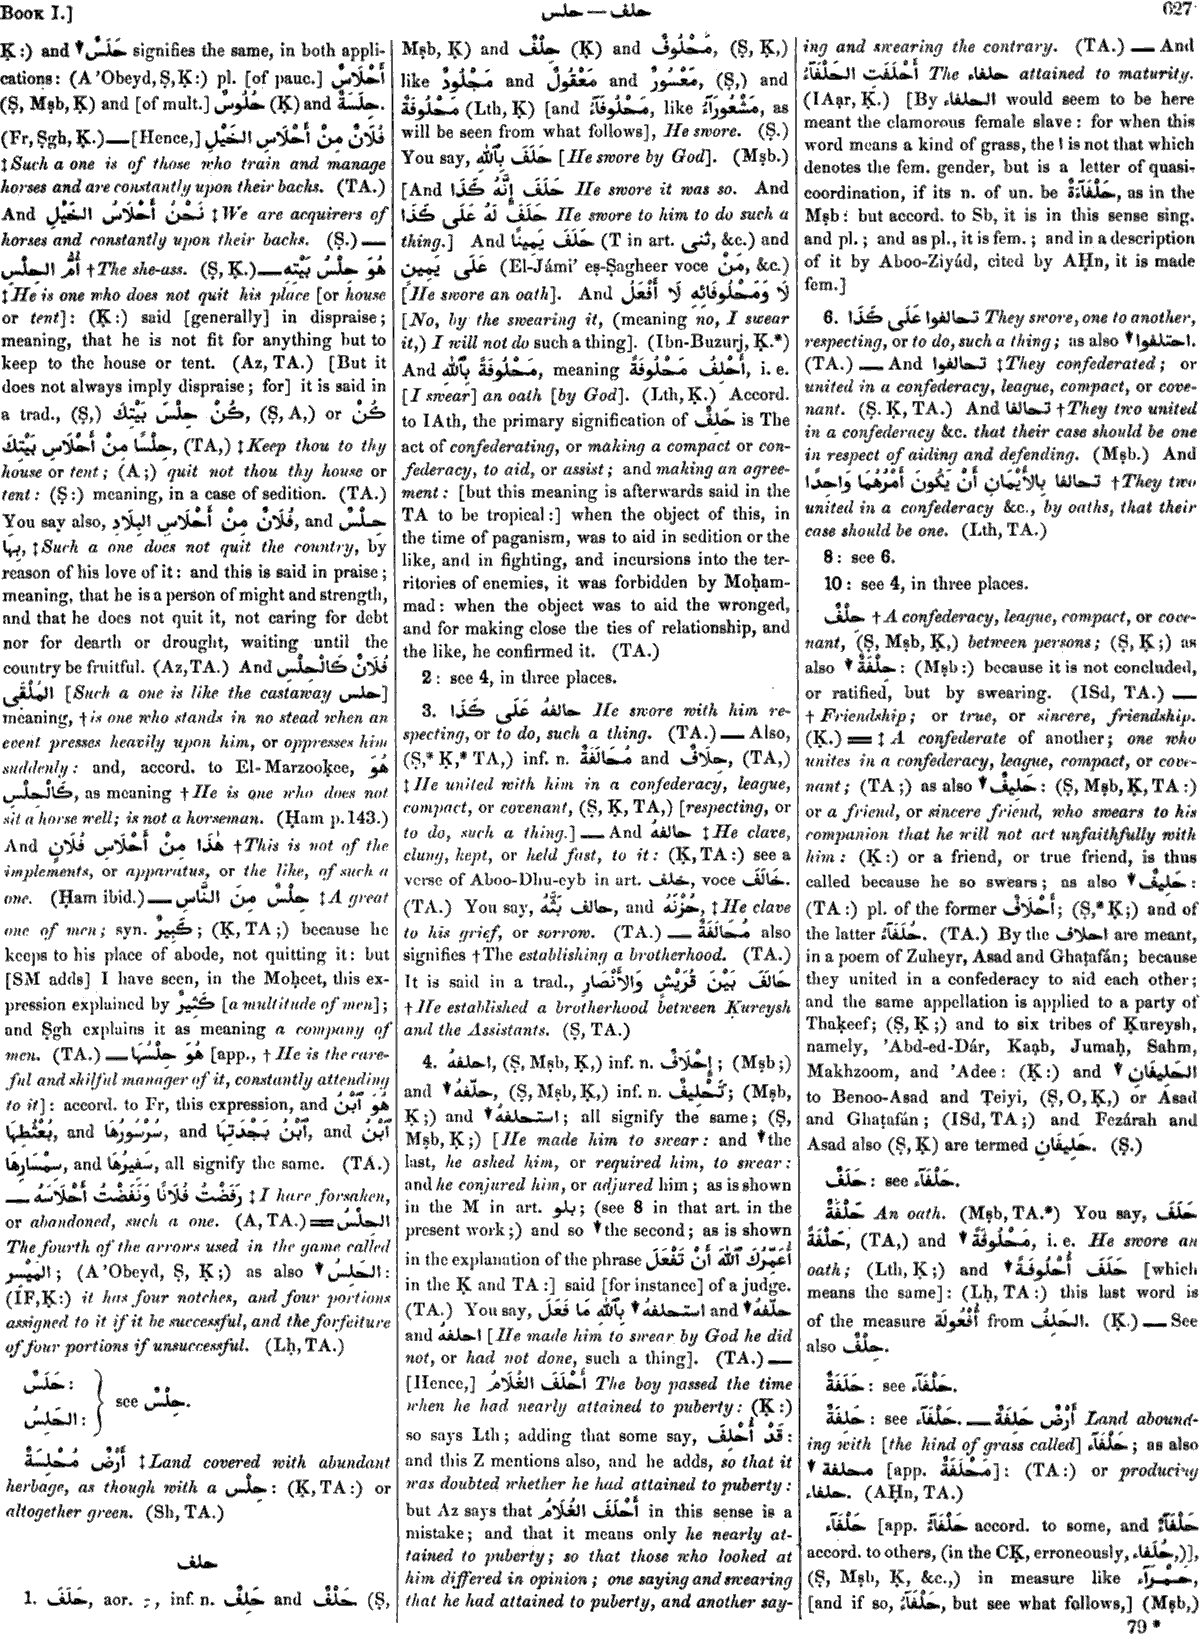 Book I.]
حلف — حلس
627
Ḳ:) and ↓ حَلَسٌ signifies the same, in both appli-
cations: (A ’Obeyd, Ṣ, Ḳ:) pl. [of pauc.] أَحْلَاسٌ
(Ṣ, Mṣb, Ḳ) and [of mult.] حُلُوسٌ (Ḳ) and حِلَسَةٌ.
(Fr, Ṣgh, Ḳ.) — [Hence,] فُلَانٌ مِنْ أَحْلَاسِ الخَيْلِ
‡ Such a one is of those who train and manage
horses and are constantly upon their backs. (TA.)
And نَحْنُ أَحْلَاسُ الخَيْلِ ‡ We are acquirers of
horses and constantly upon their backs. (Ṣ.) —
أُمُّ الحِلْسِ † The she-ass. (Ṣ, Ḳ.) — هُوَ حِلْسُ بَيْتِهِ
‡ He is one who does not quit his place [or house
or tent]: (Ḳ:) said [generally] in dispraise;
meaning, that he is not fit for anything but to
keep to the house or tent. (Az, TA.) [But it
does not always imply dispraise; for] it is said in
a trad., (Ṣ,) كُنْ حِلْسَ بَيْتِكَ, (Ṣ, A,) or كُنْ
حِلْسًا مِنْ أَحْلَاسِ بَيْتِكَ, (TA,) ‡ Keep thou to thy
house or tent; (A;) quit not thou thy house or
tent: (Ṣ:) meaning, in a case of sedition. (TA.)
You say also, فُلَانٌ مِنْ أَحْلَاسِ البِلَادِ, and حِلْسٌ
بِهَا, ‡ Such a one does not quit the country, by
reason of his love of it: and this is said in praise;
meaning, that he is a person of might and strength,
and that he does not quit it, not caring for debt
nor for dearth or drought, waiting until the
country be fruitful. (Az, TA.) And فُلَانٌ كَالْحِلْسِ
المُلْقَى [Such a one is like the castaway حلس]
meaning, † is one who stands in no stead when an
event presses heavily upon him, or oppresses him
suddenly: and, accord. to El-Marzooḳee, هُوَ
كَالْحِلْسِ, as meaning † He is one who does not
sit a horse well; is not a horseman. (Ḥam p. 143.)
And هٰذَا مِنْ أَحْلَاسِ فُلَانٍ † This is not of the
implements, or apparatus, or the like, of such a
one. (Ḥam ibid.) — حِلْسٌ مِنَ النَّاسِ ‡ A great
one of men; syn. كَبِيرٌ; (Ḳ, TA;) because he
keeps to his place of abode, not quitting it: but
[SM adds] I have seen, in the Moḥeet, this ex-
pression explained by كَثِيرٌ [a multitude of men];
and Ṣgh explains it as meaning a company of
men. (TA.) — هُوَ حِلْسُهَا [app., † He is the care-
ful and skilful manager of it, constantly attending
to it]: accord. to Fr, this expression, and هُوَ ٱبْنُ
بُعْثُطِهَا, and ٱبْنُ بَجْدَتِهَا, and سُرْسُورُهَا, and ٱبْنُ
سِمْسَارِهَا, and سَفِيرُهَا, all signify the same. (TA.)
— رَفَضْتُ فُلَانًا وَنَفَضْتُ أَحْلَاسَهُ ‡ I have forsaken,
or abandoned, such a one. (A, TA.) ═ الحِلْسُ
The fourth of the arrows used in the game called
المَيْسِر; (A’Obeyd, Ṣ, Ḳ;) as also ↓ الحَلِسُ:
(IF, Ḳ:) it has four notches, and four portions
assigned to it if it be successful, and the forfeiture
of four portions if unsuccessful. (Lḥ, TA.)
حَلَسٌ:
الحَلِسُ:
see حِلْسٌ.
أَرْضٌ مُحْلِسَةٌ ‡ Land covered with abundant
herbage, as though with a حِلْس: (Ḳ, TA:) or
altogether green. (Sh, TA.)
حلف
1. حَلَفَ, aor. ـِ, inf. n. حَلِفٌ and حَلْفٌ (Ṣ,
Mṣb, Ḳ) and حِلْفٌ (Ḳ) and مَحْلُوفٌ, (Ṣ, Ḳ,)
like مَجْلُودٌ and مَعْقُولٌ and مَعْسُورٌ, (Ṣ,) and
مَحْلُوفَةٌ (Lth, Ḳ) [and مَحْلُوفَآءُ, like مَشْعُورَآءُ, as
will be seen from what follows], He swore. (Ṣ.)
You say, حَلَفَ بِٱللّٰهِ [He swore by God]. (Mṣb.)
[And حَلَفَ إِنَّهُ كَذَا He swore it was so. And
حَلَفَ لَهُ عَلَى كَذَا He swore to him to do such a
thing.] And حَلَفَ يَمِينًا (T in art. ثنى, &c.) and
عَلَى يَمِينٍ (El-Jámi’ eṣ-Ṣagheer voce مَنْ, &c.)
[He swore an oath]. And لَا وَمَحْلُوفَائِهِ لَا أَفْعَلُ
[No, by the swearing it, (meaning no, I swear
it,) I will not do such a thing]. (Ibn-Buzurj, Ḳ.*)
And مَحْلُوفَةً بِٱللّٰهِ, meaning أَحْلِفُ مَحْلُوفَةً, i. e.
[I swear] an oath [by God]. (Lth, Ḳ.) Accord.
to IAth, the primary signification of حَلِفٌ is The
act of confederating, or making a compact or con-
federacy, to aid, or assist; and making an agree-
ment: [but this meaning is afterwards said in the
TA to be tropical:] when the object of this, in
the time of paganism, was to aid in sedition or the
like, and in fighting, and incursions into the ter-
ritories of enemies, it was forbidden by Moḥam-
mad: when the object was to aid the wronged,
and for making close the ties of relationship, and
the like, he confirmed it. (TA.)
2: see 4, in three places.
3. حالفهُ عَلَى كَذَا He swore with him re-
specting, or to do, such a thing. (TA.) — Also,
(Ṣ,* Ḳ,* TA,) inf. n. مُحَالَفَةٌ and حِلَافٌ, (TA,)
‡ He united with him in a confederacy, league,
compact, or covenant, (Ṣ, Ḳ, TA,) [respecting, or
to do, such a thing.] — And حالفهُ ‡ He clave,
clung, kept, or held fast, to it: (Ḳ, TA:) see a
verse of Aboo-Dhu-eyb in art. خلف, voce خَالَفَ.
(TA.) You say, حالف بَثَّهُ, and حُزْنَهُ, ‡ He clave
to his grief, or sorrow. (TA.) — مُحَالَفَةٌ also
signifies † The establishing a brotherhood. (TA.)
It is said in a trad., حَالَفَ بَيْنَ قُرَيْشٍ وَالأَنْصَارِ
† He established a brotherhood between Ḳureysh
and the Assistants. (Ṣ, TA.)
4. احلفهُ, (Ṣ, Mṣb, Ḳ,) inf. n. إِحْلَافٌ; (Mṣb;)
and ↓ حلّفهُ, (Ṣ, Mṣb, Ḳ,) inf. n. تَحْلِيفٌ; (Mṣb,
Ḳ;) and ↓ استحلفهُ; all signify the same; (Ṣ,
Mṣb, Ḳ;) [He made him to swear: and ↓ the
last, he asked him, or required him, to swear:
and he conjured him, or adjured him; as is shown
in the M in art. بلو; (see 8 in that art. in the
present work;) and so ↓ the second; as is shown
in the explanation of the phrase أُعَمِّرُكَ ٱللّٰهَ أَنْ تَفْعَلَ
in the Ḳ and TA:] said [for instance] of a judge.
(TA.) You say, حلّفهُ ↓ and استحلفهُ ↓ بِٱللّٰهِ مَا فَعَلَ
and احلفهُ [He made him to swear by God he did
not, or had not done, such a thing]. (TA.) —
[Hence,] أَحْلَفَ الغُلَامُ The boy passed the time
when he had nearly attained to puberty: (Ḳ:)
so says Lth; adding that some say, قَدْ أَحْلَفَ:
and this Z mentions also, and he adds, so that it
was doubted whether he had attained to puberty:
but Az says that أَحْلَفَ الغُلَامُ in this sense is a
mistake; and that it means only he nearly at-
tained to puberty; so that those who looked at
him differed in opinion; one saying and swearing
that he had attained to puberty, and another say-
ing and swearing the contrary. (TA.) — And
أَحْلَفَتِ الحَلْفَآءُ The حلفاء attained to maturity.
(IAạr, Ḳ.) [By الحلفاء would seem to be here
meant the clamorous female slave: for when this
word means a kind of grass, the ا is not that which
denotes the fem. gender, but is a letter of quasi-
coordination, if its n. of un. be حَلْفَآءَةٌ, as in the
Mṣb: but accord. to Sb, it is in this sense sing.
and pl.; and as pl., it is fem.; and in a description
of it by Aboo-Ziyád, cited by AḤn, it is made
fem.]
6. تحالفوا عَلَى كَذَا They swore, one to another,
respecting, or to do, such a thing; as also ↓ احتلفوا.
(TA.) — And تحالفوا ‡ They confederated; or
united in a confederacy, league, compact, or cove-
nant. (Ṣ. Ḳ, TA.) And تحالفا † They two united
in a confederacy &c. that their case should be one
in respect of aiding and defending. (Mṣb.) And
تحالفا بِالأَيْمَانِ أَنْ يَكُونَ أَمْرُهُمَا وَاحِدًا † They two
united in a confederacy &c., by oaths, that their
case should be one. (Lth, TA.)
8: see 6.
10: see 4, in three places.
حِلْفٌ † A confederacy, league, compact, or cove-
nant, (Ṣ, Mṣb, Ḳ,) between persons; (Ṣ, Ḳ;) as
also ↓ حِلْفَةٌ: (Mṣb:) because it is not concluded,
or ratified, but by swearing. (ISd, TA.) —
† Friendship; or true, or sincere, friendship.
(Ḳ.) ═ ‡ A confederate of another; one who
unites in a confederacy, league, compact, or cove-
nant; (TA;) as also ↓ حَلِيفٌ: (Ṣ, Mṣb, Ḳ, TA:)
or a friend, or sincere friend, who swears to his
companion that he will not act unfaithfully with
him: (Ḳ:) or a friend, or true friend, is thus
called because he so swears; as also ↓ حَلِيفٌ:
(TA:) pl. of the former أَحْلَافٌ; (Ṣ,* Ḳ;) and of
the latter حُلَفَآءُ. (TA.) By the احلاف are meant,
in a poem of Zuheyr, Asad and Ghaṭafán; because
they united in a confederacy to aid each other;
and the same appellation is applied to a party of
Thaḳeef; (Ṣ, Ḳ;) and to six tribes of Ḳureysh,
namely, ’Abd-ed-Dár, Kaạb, Jumaḥ, Sahm,
Makhzoom, and ’Adee: (Ḳ:) and ↓ الحَلِيفَانِ
to Benoo-Asad and Ṭeiyi, (Ṣ, O, Ḳ,) or Asad
and Ghaṭafán; (ISd, TA;) and Fezárah and
Asad also (Ṣ, Ḳ) are termed حَلِيفَانِ. (Ṣ.)
حَلَفٌ: see حَلْفَآء.
حَلْفَةٌ An oath. (Mṣb, TA.*) You say, حَلَفَ
حَلْفَةً, (TA,) and ↓ مَحْلُوفَةً, i. e. He swore an
oath; (Lth, Ḳ;) and ↓ حَلَفَ أُحْلُوفَةً [which
means the same]: (Lḥ, TA:) this last word is
of the measure أُفْعُولَةٌ from الحَلِفُ. (Ḳ.) — See
also حِلْفٌ.
حَلَفَةٌ: see حَلْفَآء.
حَلِفَةٌ: see حَلْفَآء. — أَرْضٌ حَلِفَةٌ Land abound-
ing with [the kind of grass called] حَلْفَآء; as also
↓ محلفة [app. مَحْلَفَةٌ]: (TA:) or producing
حلفاء. (AḤn, TA.)
حَلْفَآء [app. حَلْفَآءُ accord. to some, and حَلْفَآءٌ
accord. to others, (in the CḲ, erroneously, حُلَفاء,)],
(Ṣ, Mṣb, Ḳ, &c.,) in measure like حَمْرَآء,
[and if so, حَلْفَآءُ, but see what follows,] (Mṣb,)
79 *